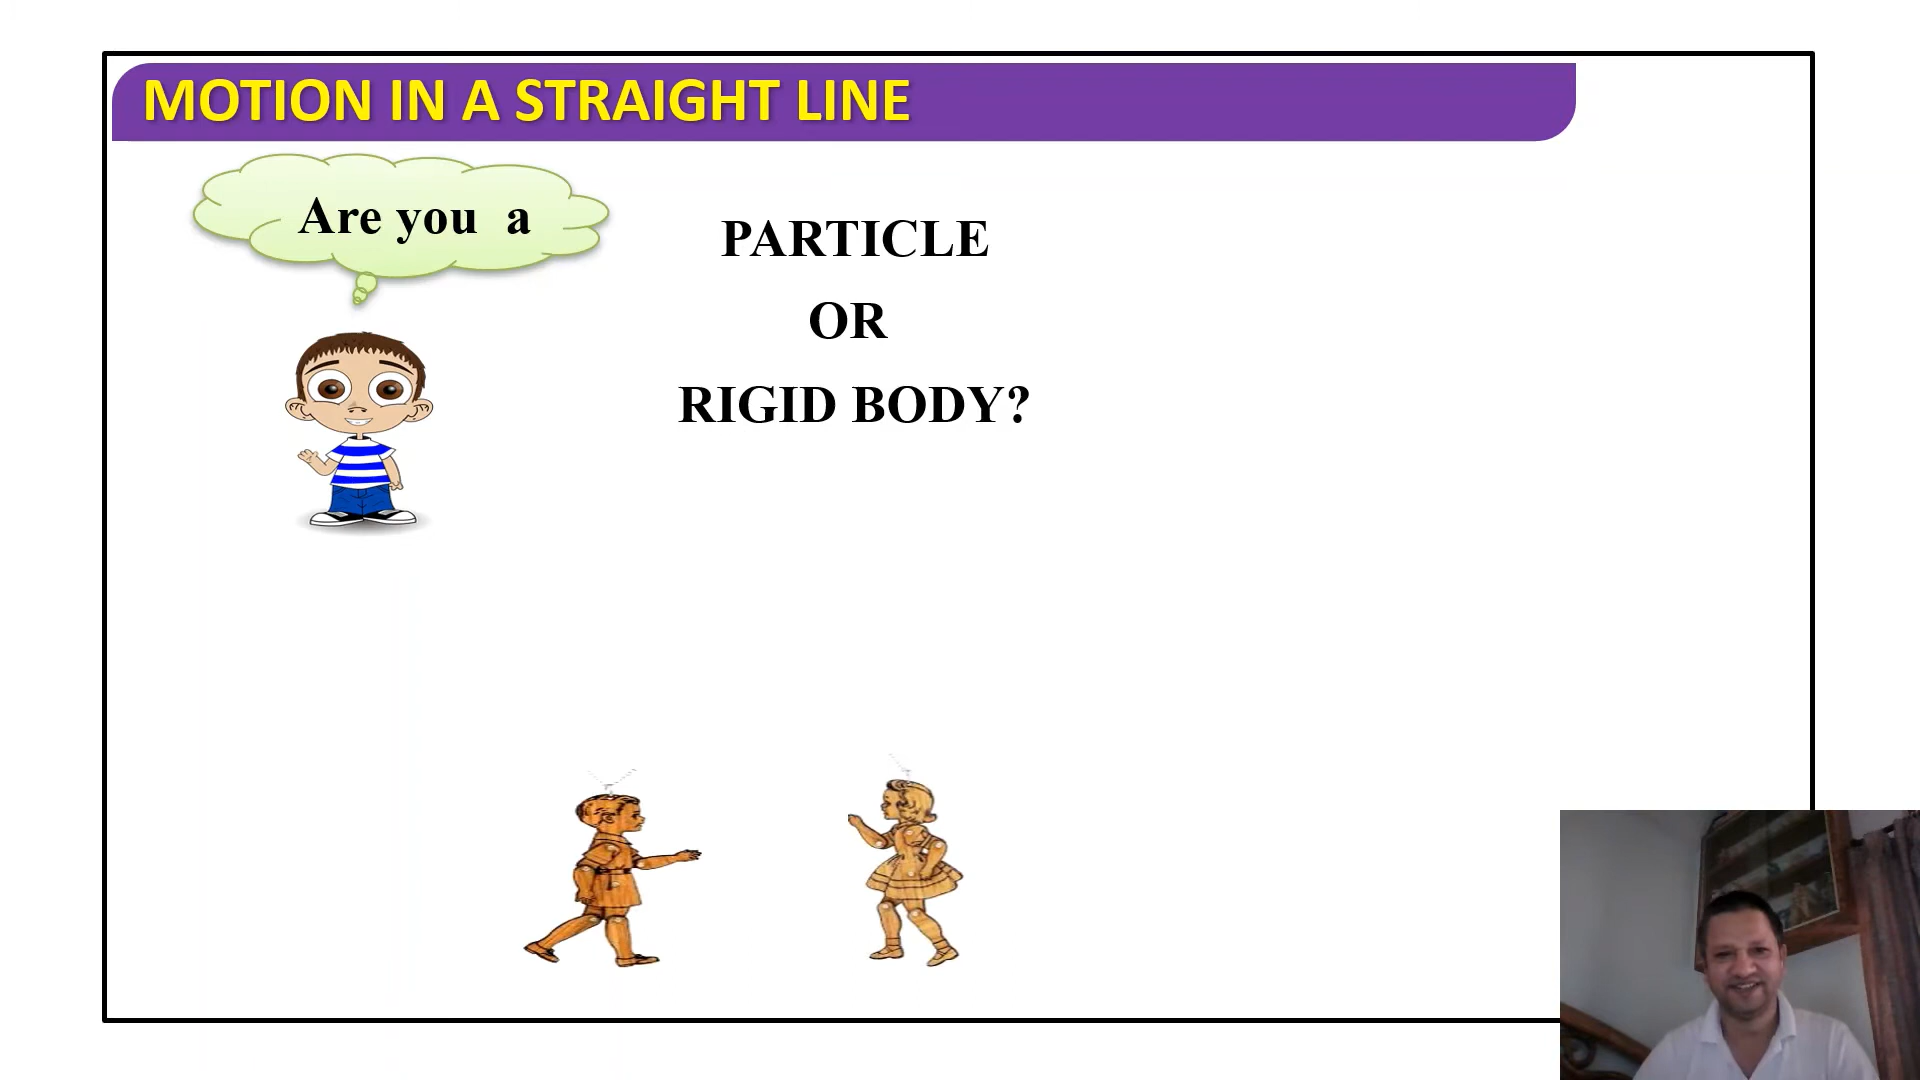 MOTION IN A STRAIGHT LINE
Are you a
PARTICLE
OR
RIGID BODY?